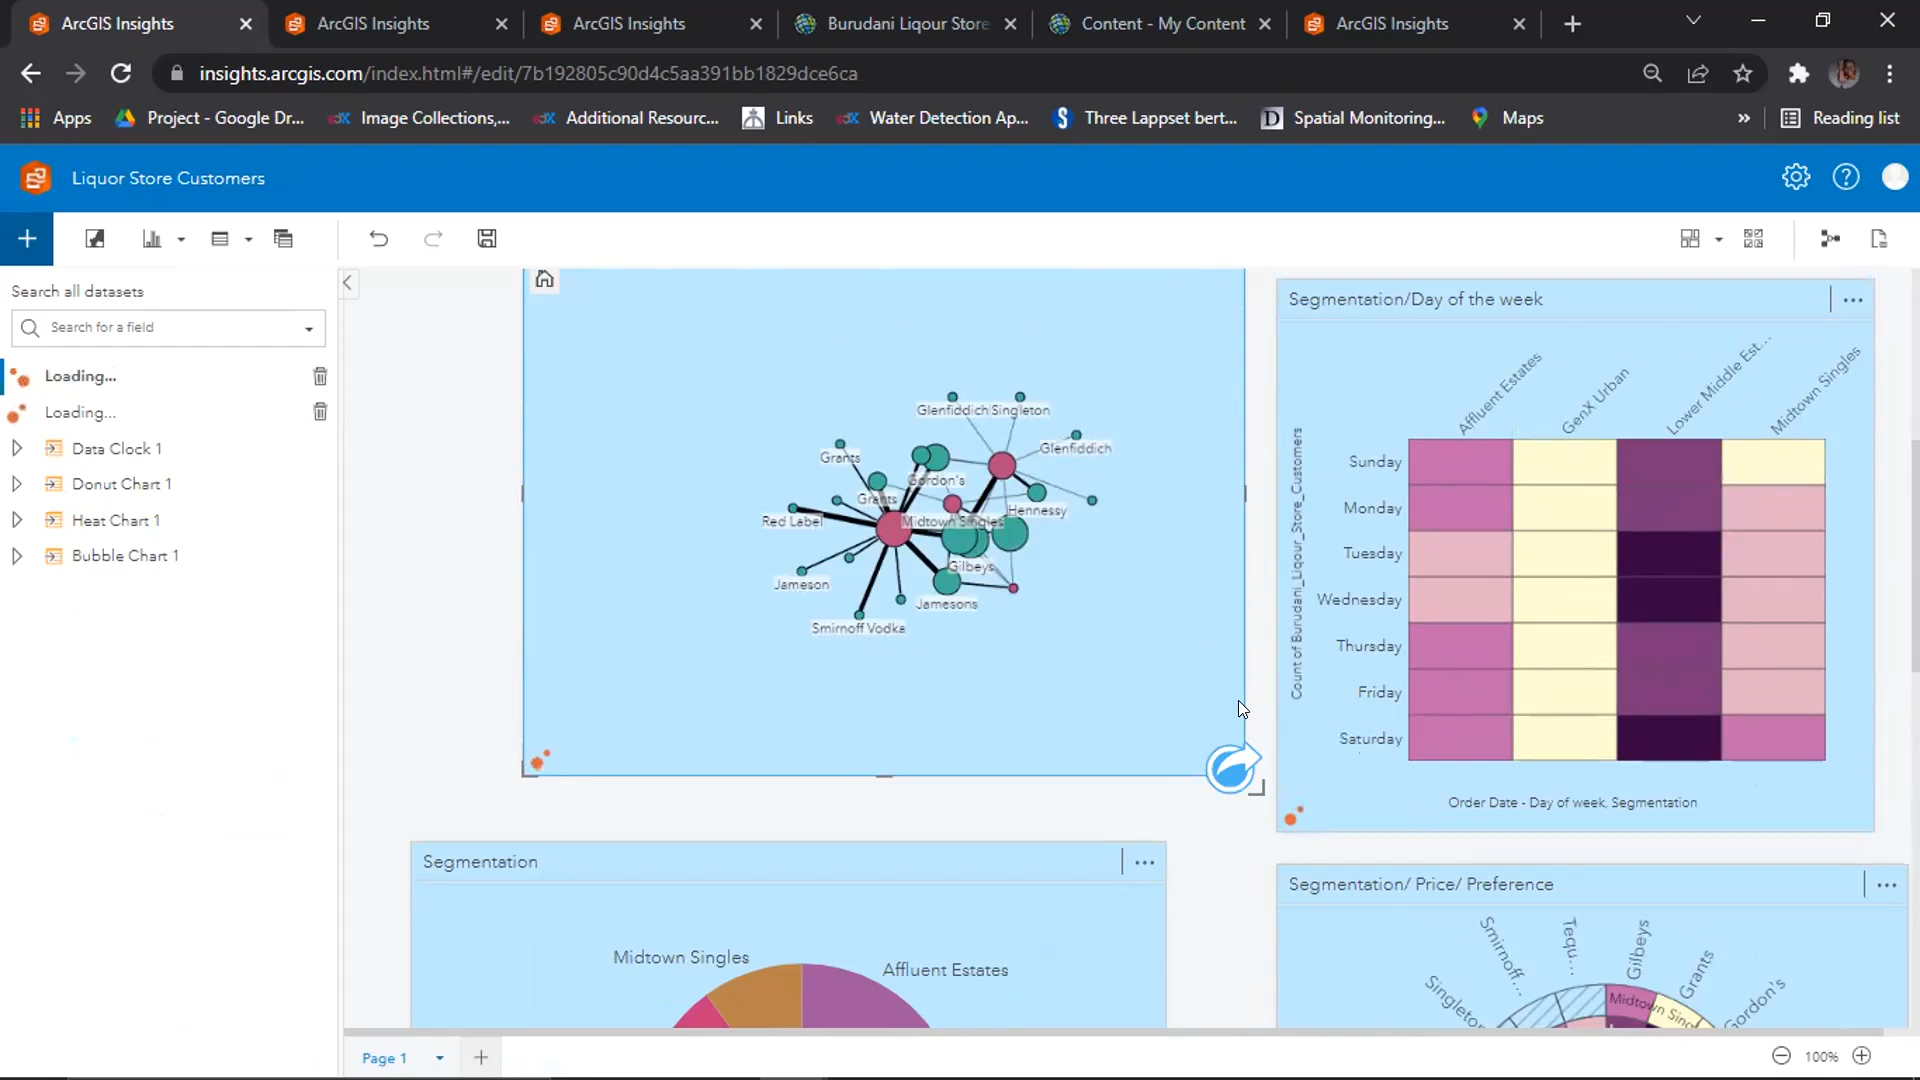 ArcGIS Insights
ArcGIS Insights
ArcGIS Insights
Burudani Liqour Store
Content - My Content
ArcGIS Insights
insights.arcgis.com/index.html#/edit/7b192805c90d4c5aa391bb1829dce6ca
Apps
Project - Google Dr...
Image Collections,...
Additional Resourc...
Links
Water Detection Ap...
Three Lappset bert...
Spatial Monitoring...
Maps
»
Reading list
Liquor Store Customers
Search all datasets
Search for a field
Loading...
Loading...
Data Clock 1
Donut Chart 1
Heat Chart 1
Bubble Chart 1
Glenfiddich Singleton
Glenfiddich
Grants
Gordon's
Grants
Hennessy
Red Label
Midtown Singles
Gilbeys
Jameson
Jamesons
Smirnoff Vodka
Segmentation/Day of the week
Affluent Estates
GenX Urban
Lower Middle Est...
Midtown Singles
Count of Burudani_Liqour_Store_Customers
Sunday
Monday
Tuesday
Wednesday
Thursday
Friday
Saturday
Order Date - Day of week, Segmentation
Segmentation
Midtown Singles
Affluent Estates
Segmentation/ Price/ Preference
Singleton
Smirnoff...
Tequ...
Gilbeys
Grants
Gordon's
Midtown Sing
Page 1
100%